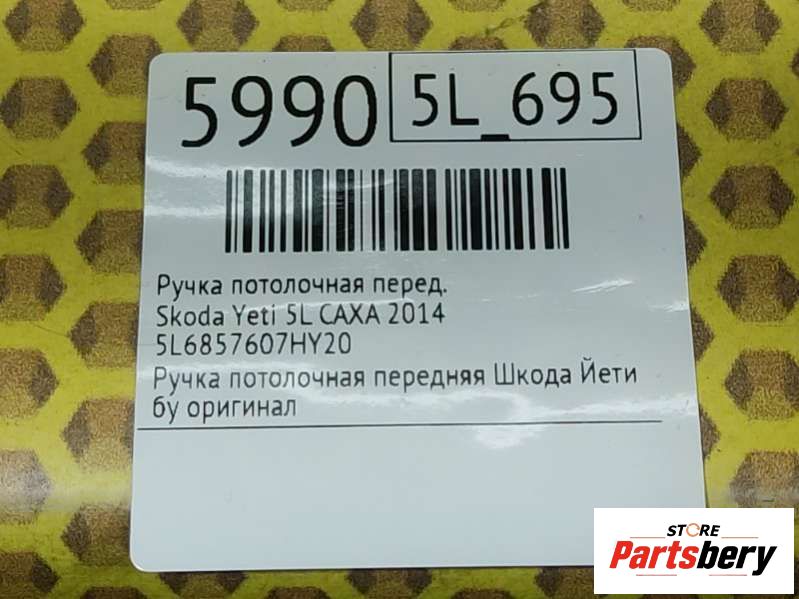 5990 5L_695
Ручка потолочная перед.
Skoda Yeti 5L CAXA 2014
5L6857607HY20
Ручка потолочная передняя Шкода Йети
бу оригинал
STORE
Partsbery